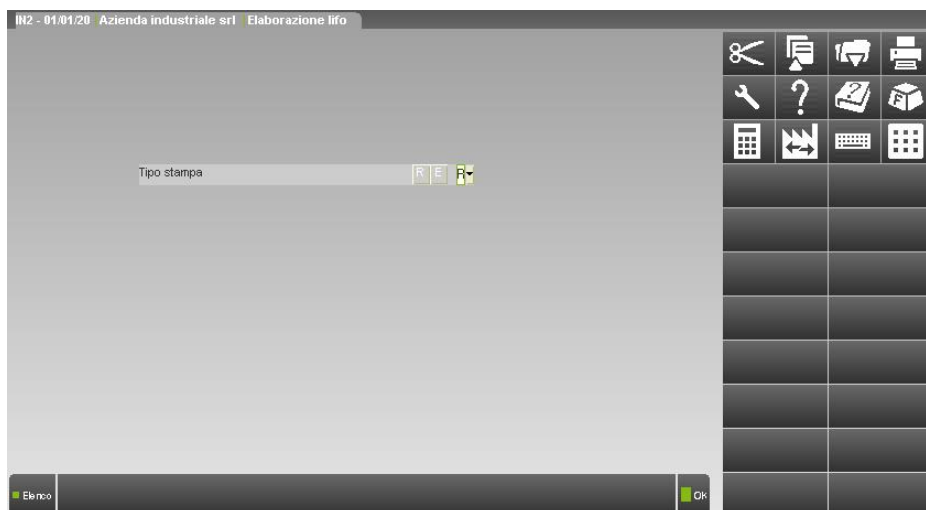 IN2 - 01/01/20 Azienda industriale srl Elaborazione lifo
Tipo stampa R E R
Elenco
Ok